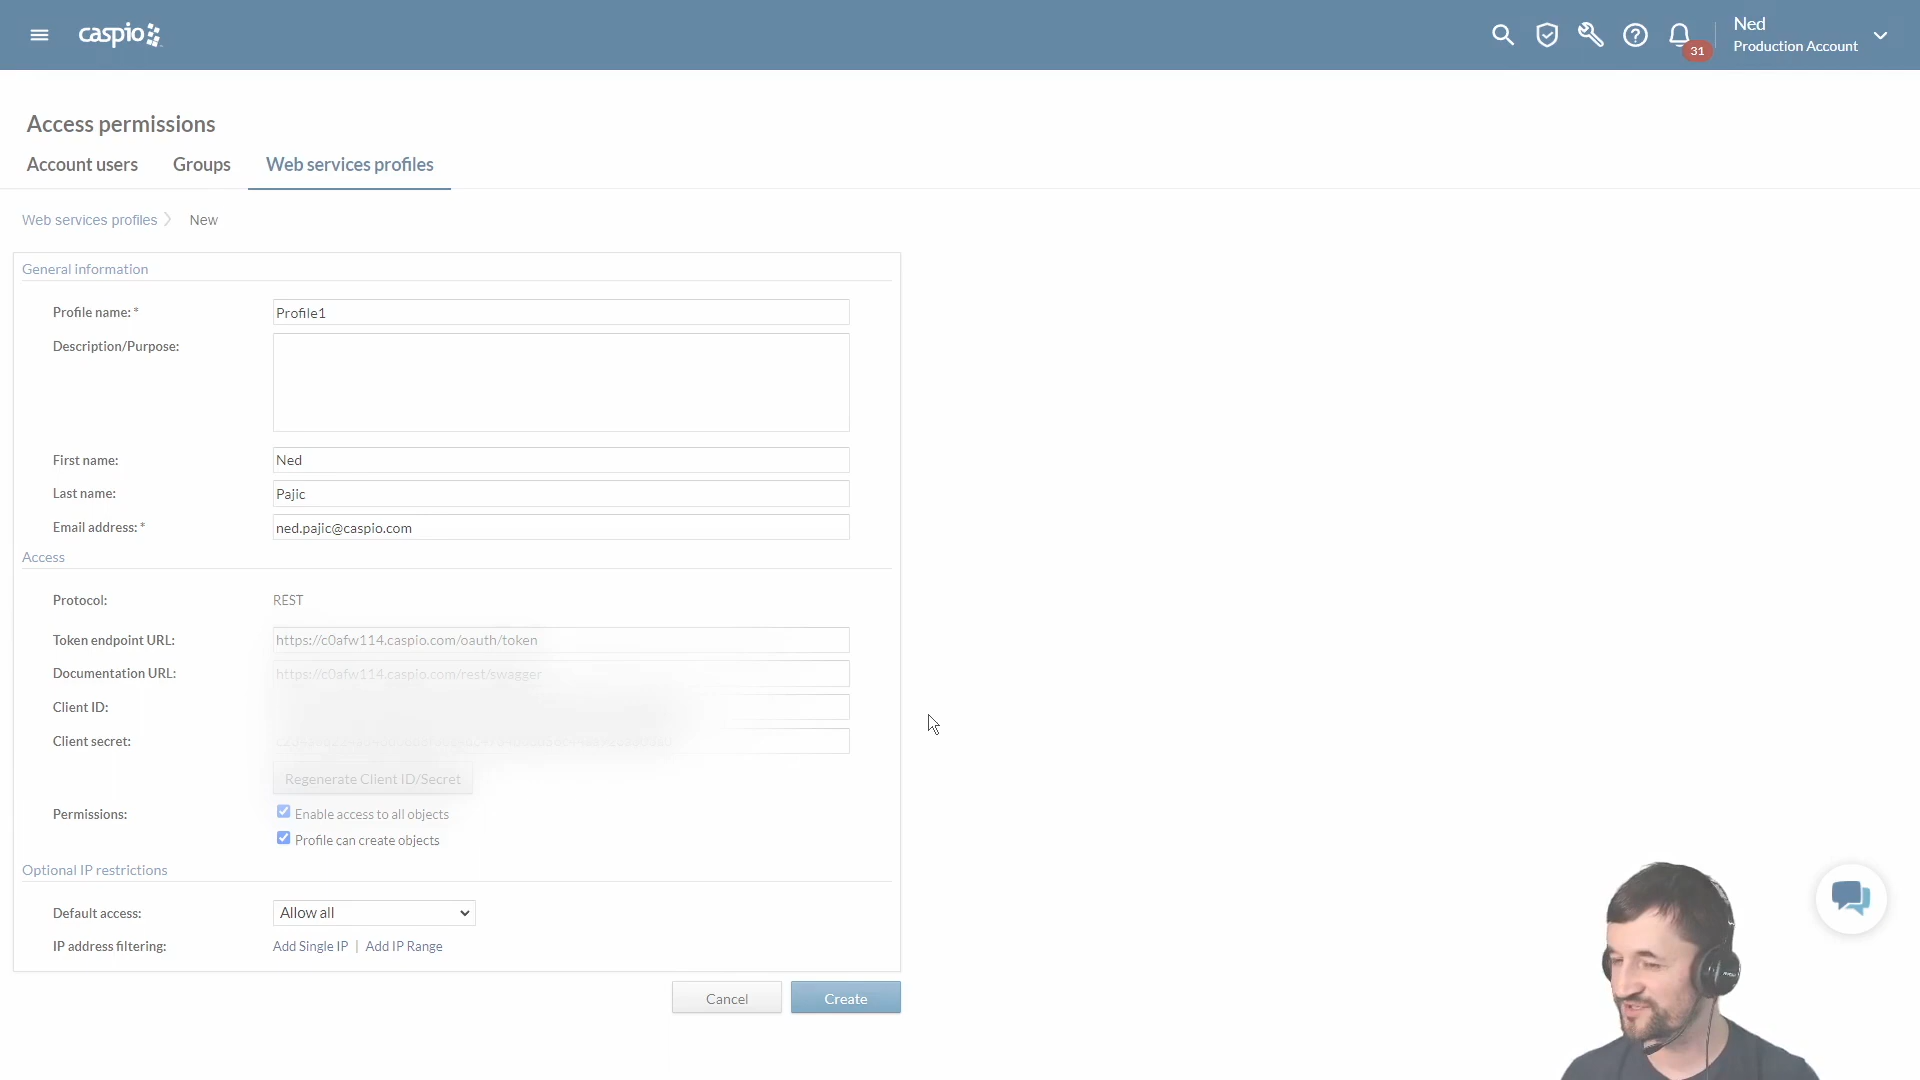 caspio
31
Ned
Production Account
Access permissions
Account users Groups Web services profiles
Web services profiles New
General information
Profile name: * Profile1
Description/Purpose:
First name: Ned
Last name: Pajic
Email address: * ned.pajic@caspio.com
Access
Protocol: REST
Token endpoint URL: https://c0afw114.caspio.com/oauth/token
Documentation URL: https://c0afw114.caspio.com/rest/swagger
Client ID:
Client secret:
Regenerate Client ID/Secret
Permissions: Enable access to all objects
Profile can create objects
Optional IP restrictions
Default access: Allow all
IP address filtering: Add Single IP | Add IP Range
Cancel Create